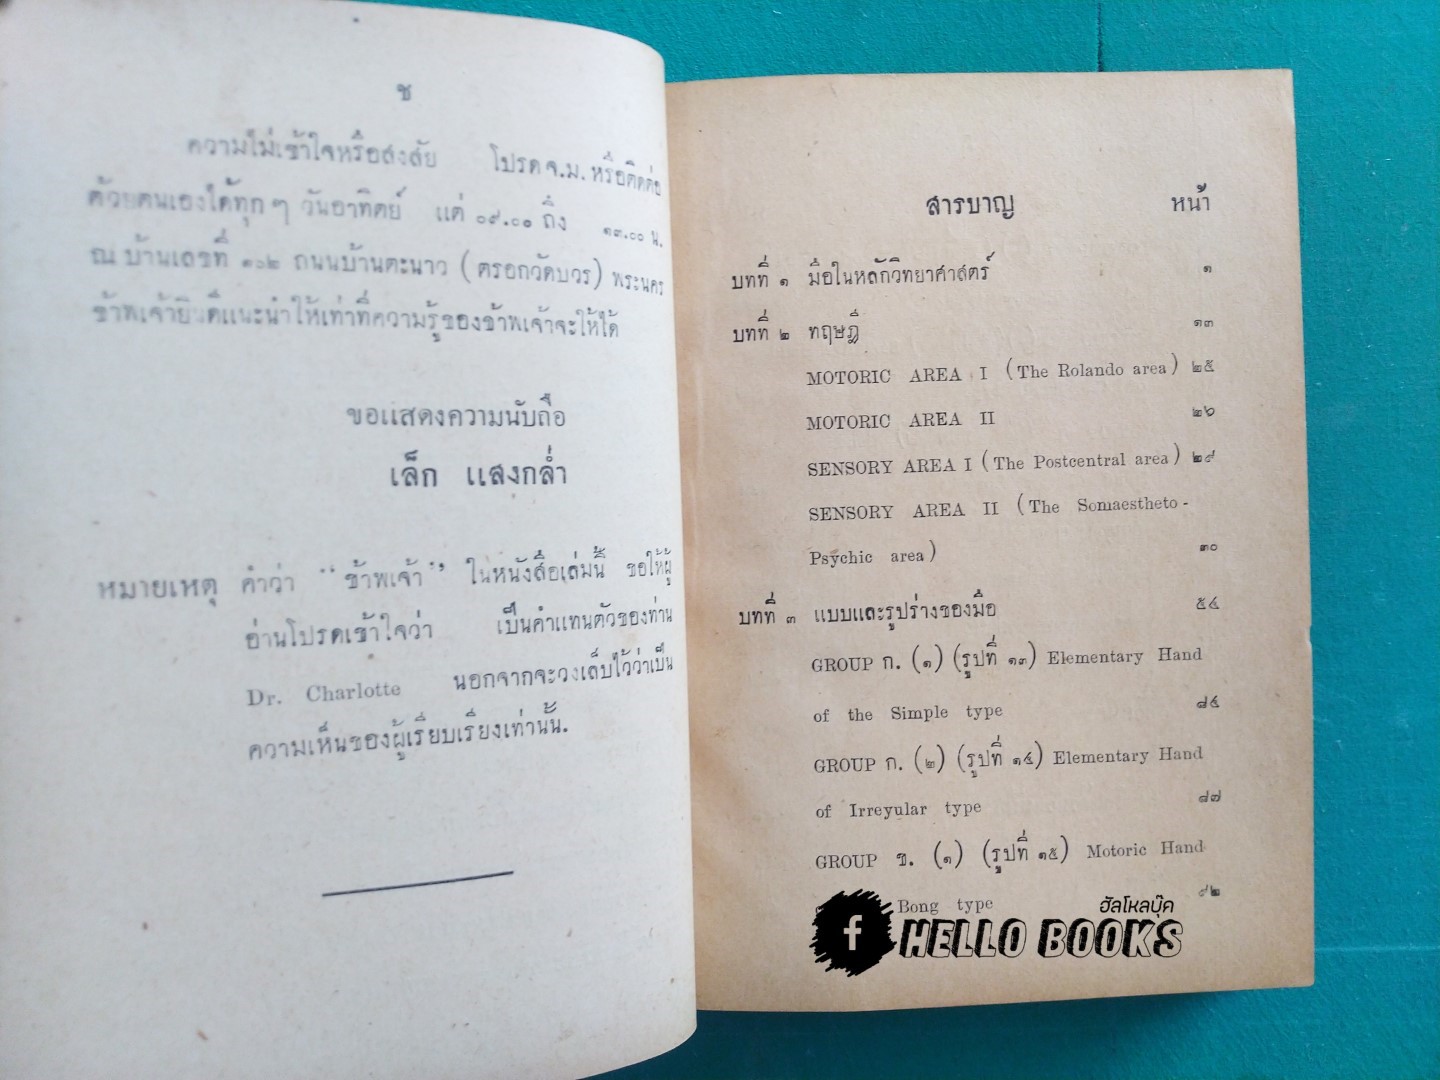 ช
ความไม่เข้าใจหรือสงสัย โปรด จ.ม. หรือติดต่อ
ด้วยตนเองได้ทุกๆ วันอาทิตย์ แต่ ๐๙.๐๐ ถึง ๑๓.๐๐ น.
ณ บ้านเลขที่ ๑๐๒ ถนนบ้านตะนาว (ตรอกวัดบวร) พระนคร
ข้าพเจ้ายินดีแนะนำให้เท่าที่ความรู้ของข้าพเจ้าจะให้ได้
ขอแสดงความนับถือ
เล็ก แสงกล่ำ
หมายเหตุ คำว่า "ข้าพเจ้า" ในหนังสือเล่มนี้ ขอให้ผู้
อ่านโปรดเข้าใจว่า เป็นคำแทนตัวของท่าน
Dr. Charlotte นอกจากจะวงเล็บไว้ว่าเป็น
ความเห็นของผู้เรียบเรียงเท่านั้น.
สารบาญ หน้า
บทที่ ๑ มือในหลักวิทยาศาสตร์ ๑
บทที่ ๒ ทฤษฎี ๑๓
MOTORIC AREA I (The Rolando area) ๒๕
MOTORIC AREA II ๒๖
SENSORY AREA I (The Postcentral area) ๒๙
SENSORY AREA II (The Somaestheto-
Psychic area) ๓๐
บทที่ ๓ แบบและรูปร่างของมือ ๕๔
GROUP ก. (๑) (รูปที่ ๑๓) Elementary Hand
of the Simple type ๘๔
GROUP ก. (๒) (รูปที่ ๑๔) Elementary Hand
of Irreyular type ๘๗
GROUP ข. (๑) (รูปที่ ๑๕) Motoric Hand
Bong type ๙๒
ฮัลโหลบุ๊ค
f HELLO BOOKS